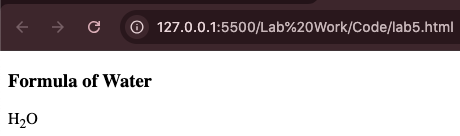 127.0.0.1:5500/Lab%20Work/Code/lab5.html
Formula of Water
H₂O